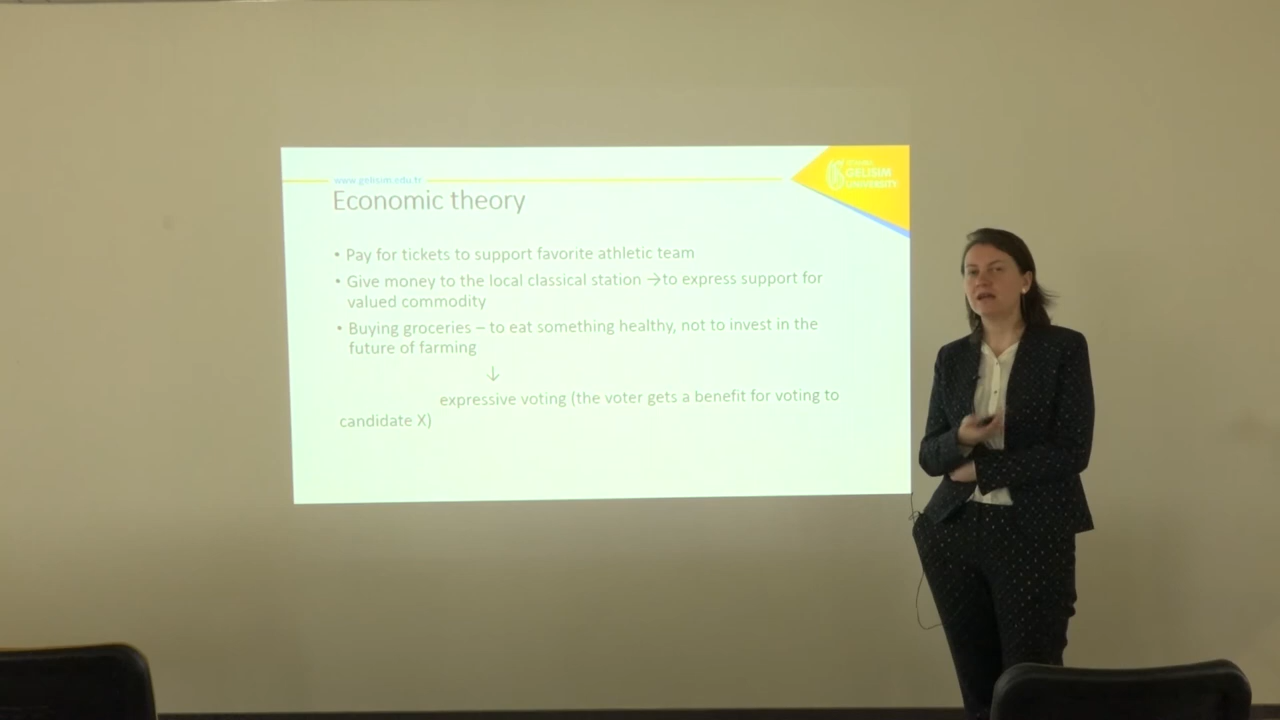 www.gelisim.edu.tr
GELISIM
UNIVERSITY
Economic theory
• Pay for tickets to support favorite athletic team
• Give money to the local classical station →to express support for
valued commodity
• Buying groceries – to eat something healthy, not to invest in the
future of farming
↓
expressive voting (the voter gets a benefit for voting to
candidate X)